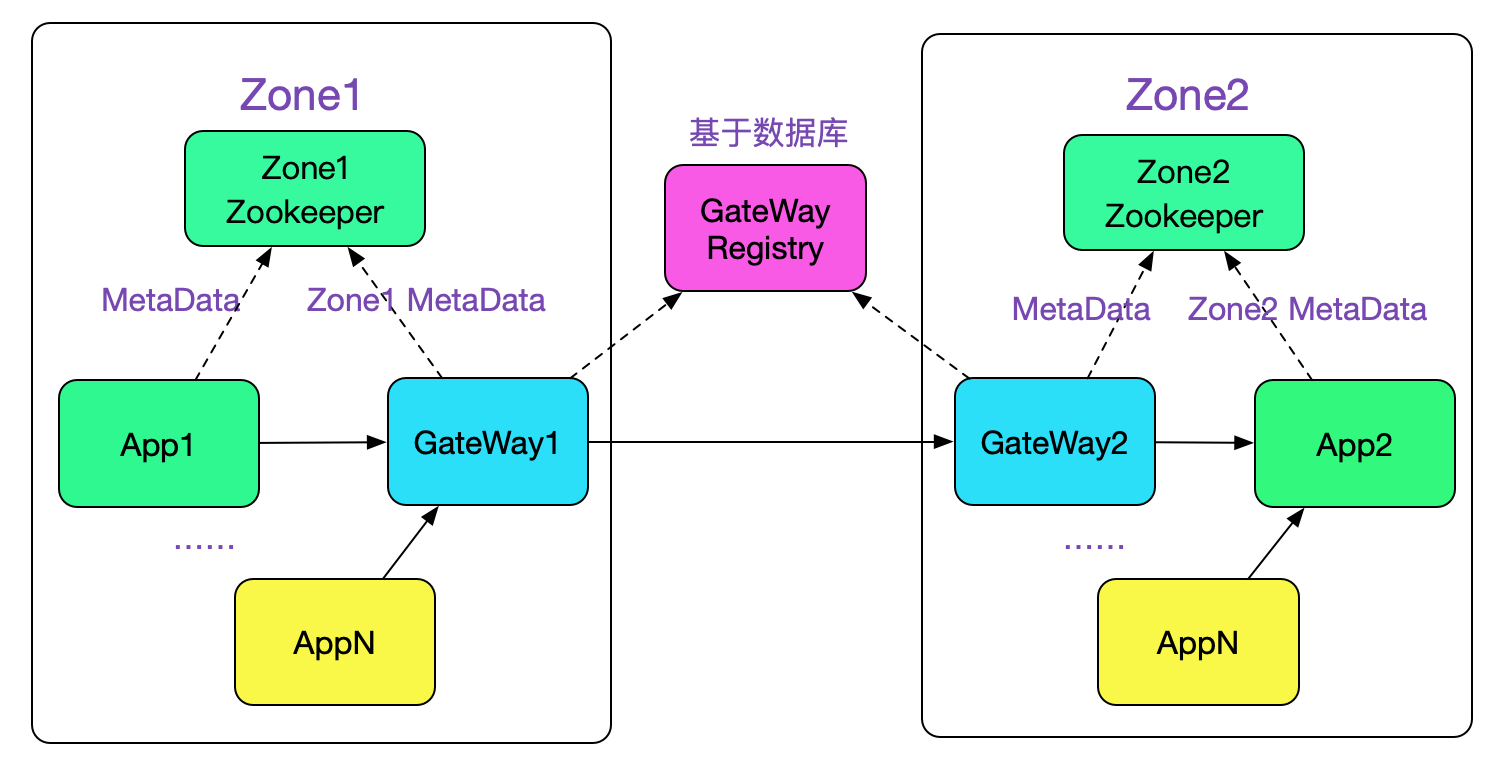 Zone1
Zone1
Zookeeper
MetaData
Zone1 MetaData
App1
GateWay1
......
AppN
基于数据库
GateWay
Registry
Zone2
Zone2
Zookeeper
MetaData
Zone2 MetaData
GateWay2
App2
......
AppN